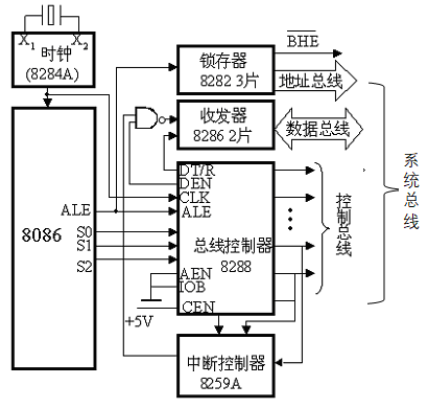 X₁ X₂
时钟
(8284A)
锁存器
8282 3片
BHE
地址总线
收发器
8286 2片
数据总线
8086
ALE
S0
S1
S2
DT/R
DEN
CLK
ALE
总线控制器
8288
AEN
IOB
CEN
+5V
控制总线
系统总线
中断控制器
8259A